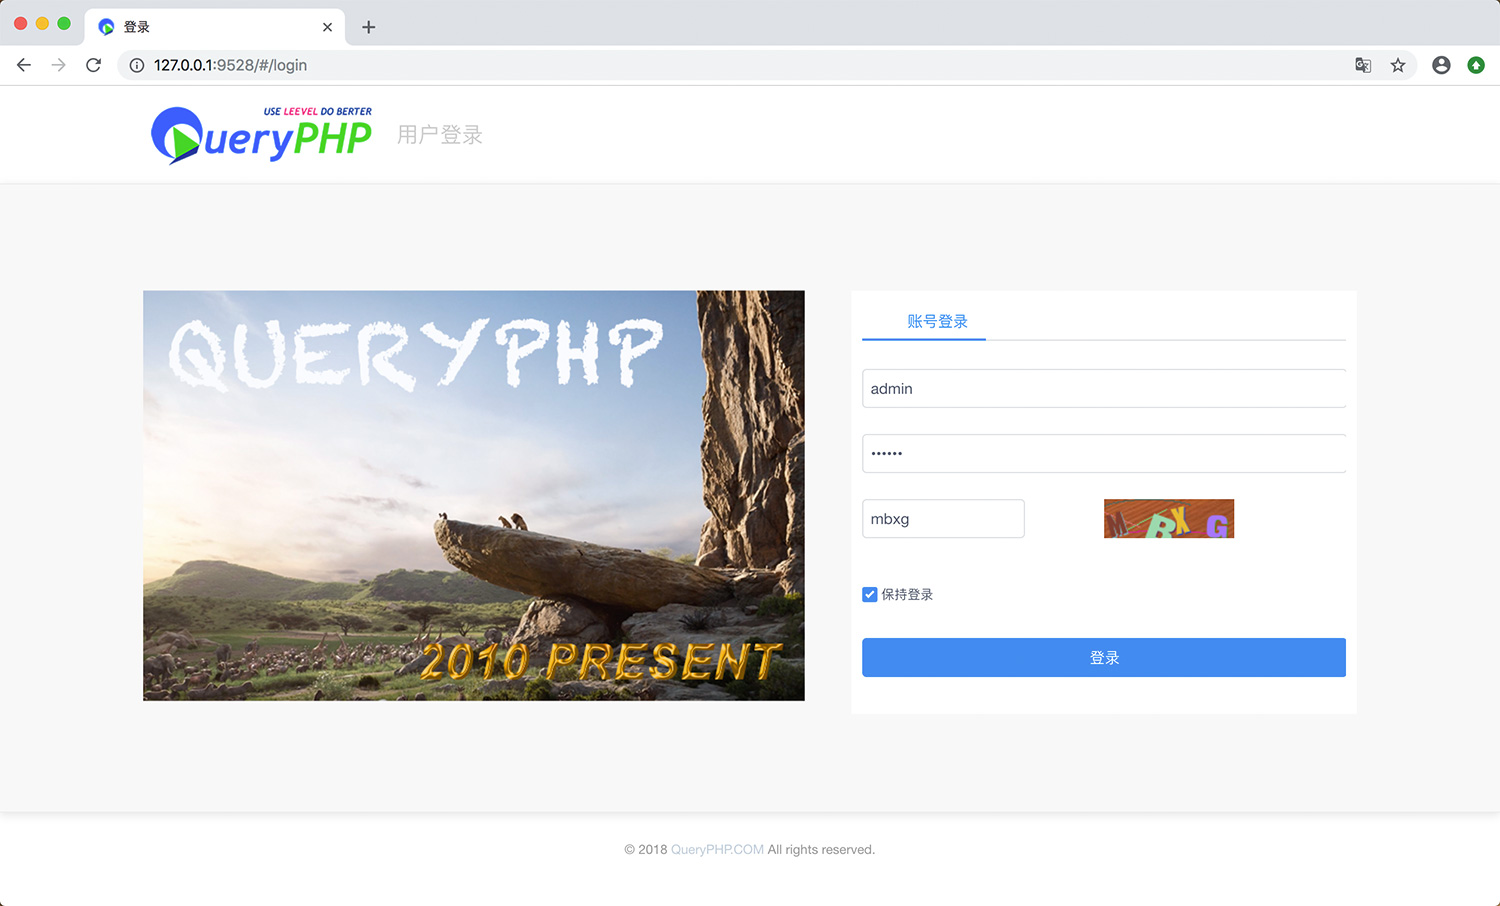 登录
127.0.0.1:9528/#/login
USE LEEVEL DO BERTER
QueryPHP
用户登录
QUERYPHP
2010 PRESENT
账号登录
admin
••••••
mbxg
M B X G
保持登录
登录
© 2018 QueryPHP.COM All rights reserved.